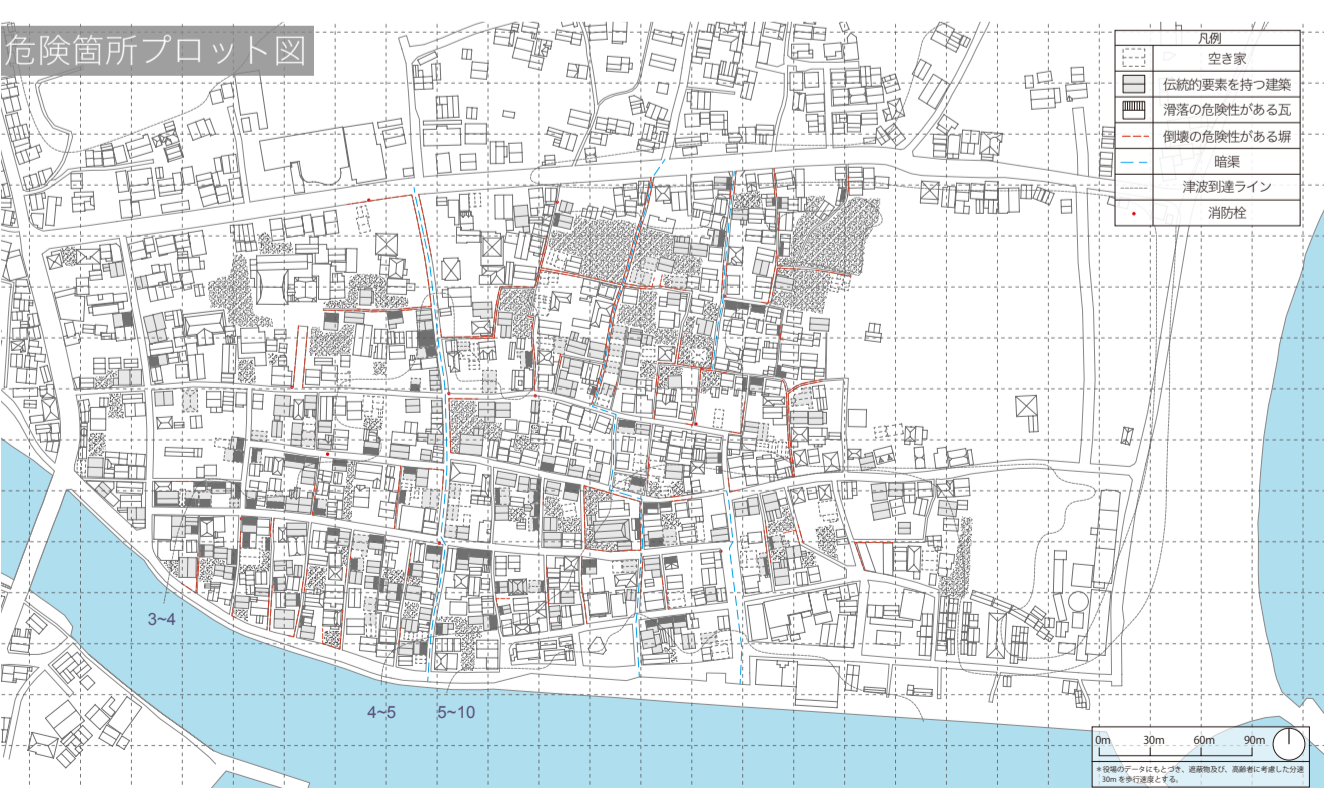 危険箇所プロット図
凡例
空き家
伝統的要素を持つ建築
滑落の危険性がある瓦
倒壊の危険性がある塀
暗渠
津波到達ライン
消防栓
3~4
4~5
5~10
0m 30m 60m 90m
*役場のデータにもとづき、遮蔽物及び、高齢者に考慮した分速
30m を歩行速度とする。